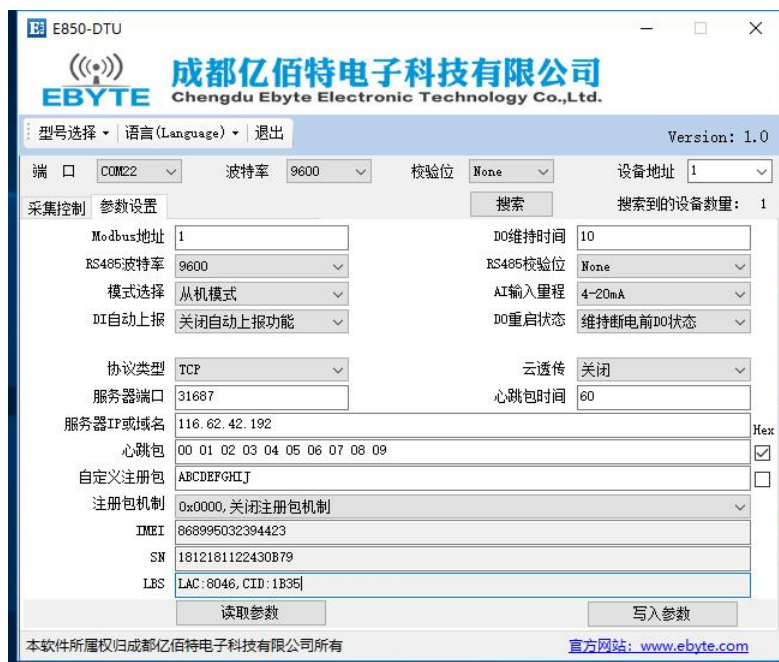 E850-DTU
EBYTE 成都亿佰特电子科技有限公司
Chengdu Ebyte Electronic Technology Co.,Ltd.
型号选择 语言(Language) 退出 Version: 1.0
端 口 COM22 波特率 9600 校验位 None 设备地址 1
采集控制 参数设置 搜索 搜索到的设备数量: 1
Modbus地址 1 DO维持时间 10
RS485波特率 9600 RS485校验位 None
模式选择 从机模式 AI输入量程 4-20mA
DI自动上报 关闭自动上报功能 DO重启状态 维持断电前DO状态
协议类型 TCP 云透传 关闭
服务器端口 31687 心跳包时间 60
服务器IP或域名 116.62.42.192 Hex
心跳包 00 01 02 03 04 05 06 07 08 09
自定义注册包 ABCDEFGHIJ
注册包机制 0x0000,关闭注册包机制
IMEI 868995032394423
SN 1812181122430B79
LBS LAC:8046,CID:1B35
读取参数 写入参数
本软件所属权归成都亿佰特电子科技有限公司所有 官方网站: www.ebyte.com